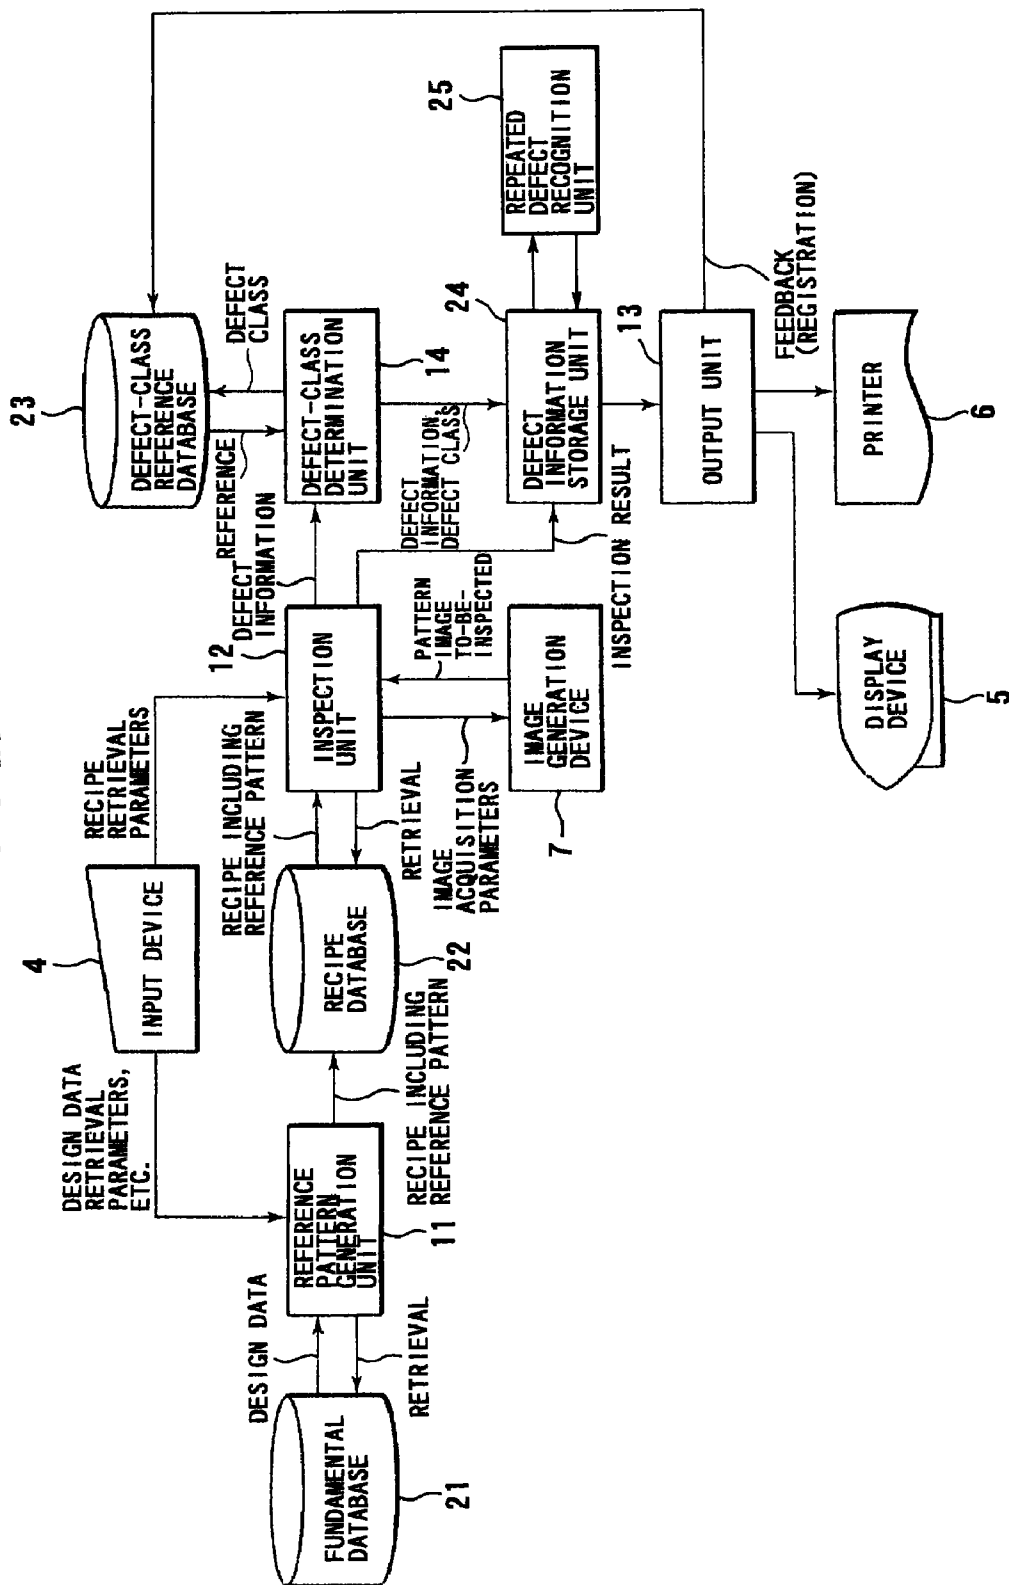 4
INPUT DEVICE
DESIGN DATA
RETRIEVAL
PARAMETERS,
ETC.
RECIPE
RETRIEVAL
PARAMETERS
FUNDAMENTAL
DATABASE
21
DESIGN DATA
RETRIEVAL
REFERENCE
PATTERN
GENERATION
UNIT
11
RECIPE INCLUDING
REFERENCE PATTERN
RECIPE
DATABASE
22
RECIPE INCLUDING
REFERENCE PATTERN
RETRIEVAL
INSPECTION
UNIT
12
IMAGE
ACQUISITION
PARAMETERS
PATTERN
IMAGE
TO-BE-
INSPECTED
IMAGE
GENERATION
DEVICE
7
DEFECT
INFORMATION
REFERENCE
DEFECT
CLASS
23
DEFECT-CLASS
REFERENCE
DATABASE
DEFECT-CLASS
DETERMINATION
UNIT
14
DEFECT
INFORMATION,
DEFECT CLASS
INSPECTION RESULT
DEFECT
INFORMATION
STORAGE UNIT
24
REPEATED
DEFECT
RECOGNITION
UNIT
25
OUTPUT UNIT
13
FEEDBACK
(REGISTRATION)
DISPLAY
DEVICE
5
PRINTER
6